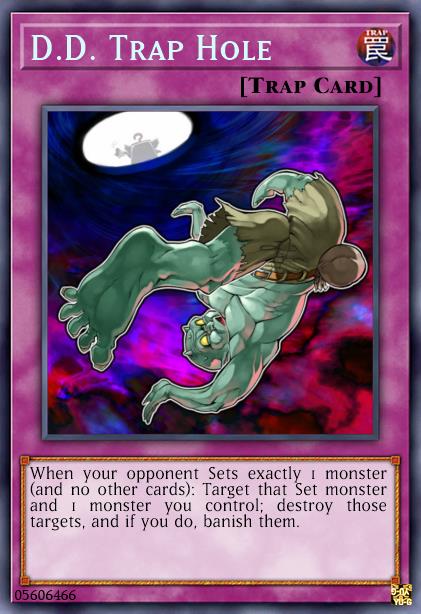 D.D. Trap Hole
TRAP
罠
[Trap Card]
When your opponent Sets exactly 1 monster
(and no other cards): Target that Set monster
and 1 monster you control; destroy those
targets, and if you do, banish them.
05606466